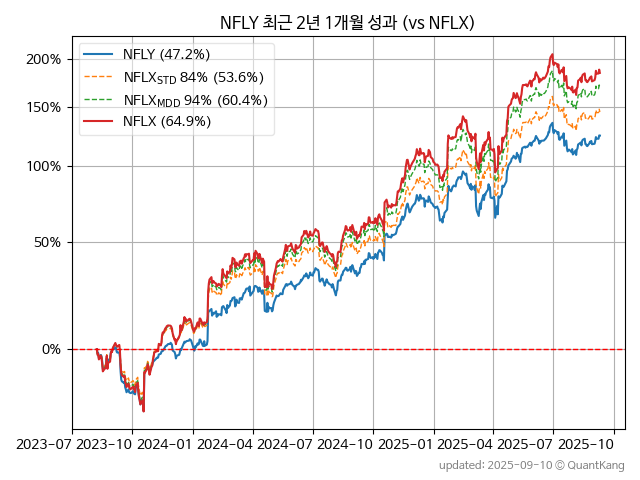 NFLY 최근 2년 1개월 성과 (vs NFLX)
NFLY (47.2%)
NFLX_STD 84% (53.6%)
NFLX_MDD 94% (60.4%)
NFLX (64.9%)
200%
150%
100%
50%
0%
2023-07 2023-10 2024-01 2024-04 2024-07 2024-10 2025-01 2025-04 2025-07 2025-10
updated: 2025-09-10 © QuantKang